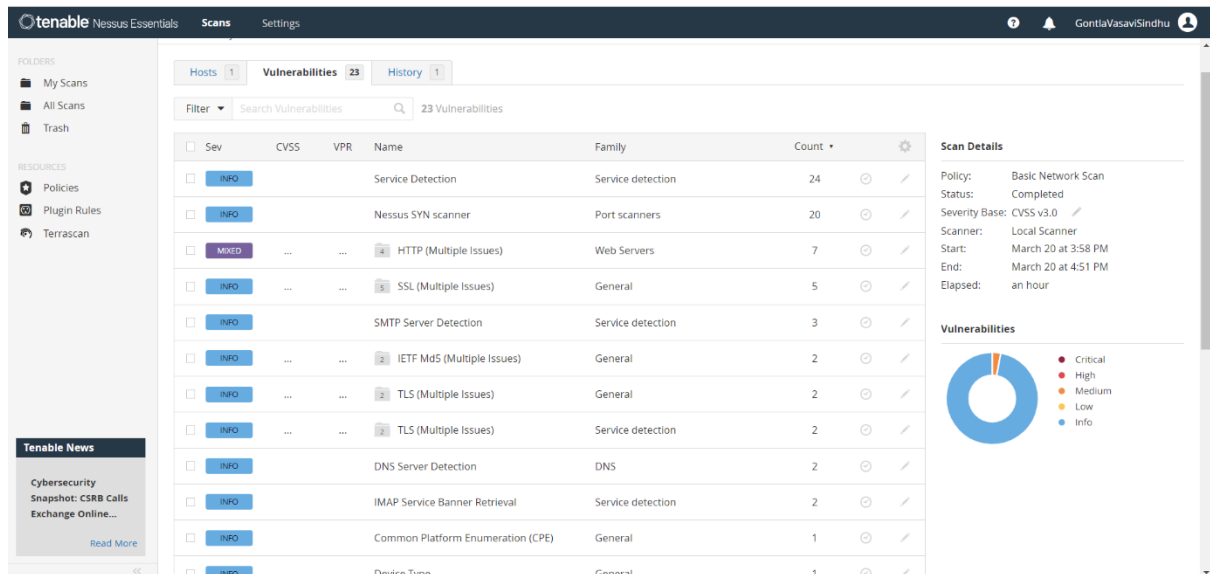 tenable Nessus Essentials Scans Settings GontlaVasaviSindhu
FOLDERS
My Scans
All Scans
Trash
RESOURCES
Policies
Plugin Rules
Terrascan
Tenable News
Cybersecurity
Snapshot: CSRB Calls
Exchange Online...
Read More
Hosts 1 Vulnerabilities 23 History 1
Filter Search Vulnerabilities 23 Vulnerabilities
Sev CVSS VPR Name Family Count
INFO Service Detection Service detection 24
INFO Nessus SYN scanner Port scanners 20
MIXED ... ... 4 HTTP (Multiple Issues) Web Servers 7
INFO ... ... 5 SSL (Multiple Issues) General 5
INFO SMTP Server Detection Service detection 3
INFO ... ... 2 IETF Md5 (Multiple Issues) General 2
INFO ... ... 2 TLS (Multiple Issues) General 2
INFO ... ... 2 TLS (Multiple Issues) Service detection 2
INFO DNS Server Detection DNS 2
INFO IMAP Service Banner Retrieval Service detection 2
INFO Common Platform Enumeration (CPE) General 1
INFO Device Type General 1
Scan Details
Policy: Basic Network Scan
Status: Completed
Severity Base: CVSS v3.0
Scanner: Local Scanner
Start: March 20 at 3:58 PM
End: March 20 at 4:51 PM
Elapsed: an hour
Vulnerabilities
Critical
High
Medium
Low
Info